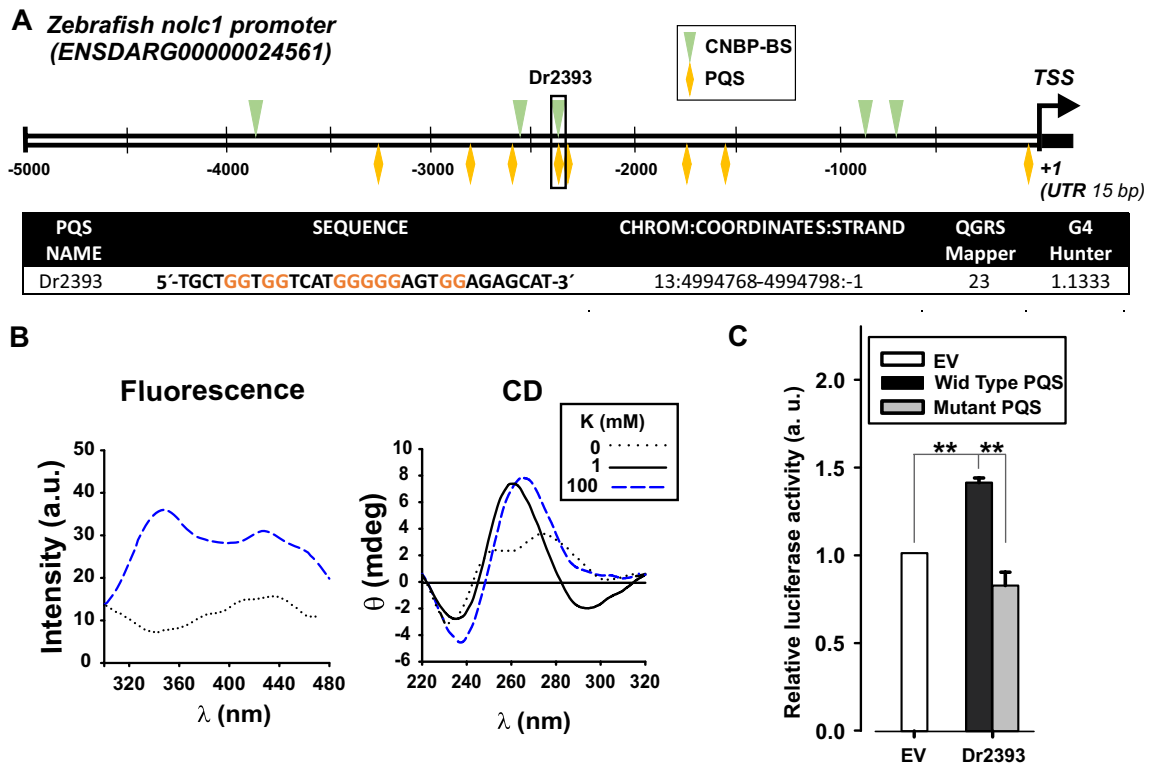 A Zebrafish nolc1 promoter
(ENSDARG00000024561)
CNBP-BS
PQS
Dr2393
TSS
-5000 -4000 -3000 -2000 -1000 +1
(UTR 15 bp)
PQS NAME SEQUENCE CHROM:COORDINATES:STRAND QGRS Mapper G4 Hunter
Dr2393 5´-TGCTGGTGGTCATGGGGGAGTGGAGAGCAT-3´ 13:4994768-4994798:-1 23 1.1333
B
Fluorescence
Intensity (a.u.)
50
40
30
20
10
0
320 360 400 440 480
λ (nm)
CD
K (mM)
0
1
100
θ (mdeg)
10
8
6
4
2
0
-2
-4
-6
220 240 260 280 300 320
λ (nm)
C
EV
Wid Type PQS
Mutant PQS
Relative luciferase activity (a. u.)
2.0
1.5
1.0
0.5
0.0
** **
EV Dr2393